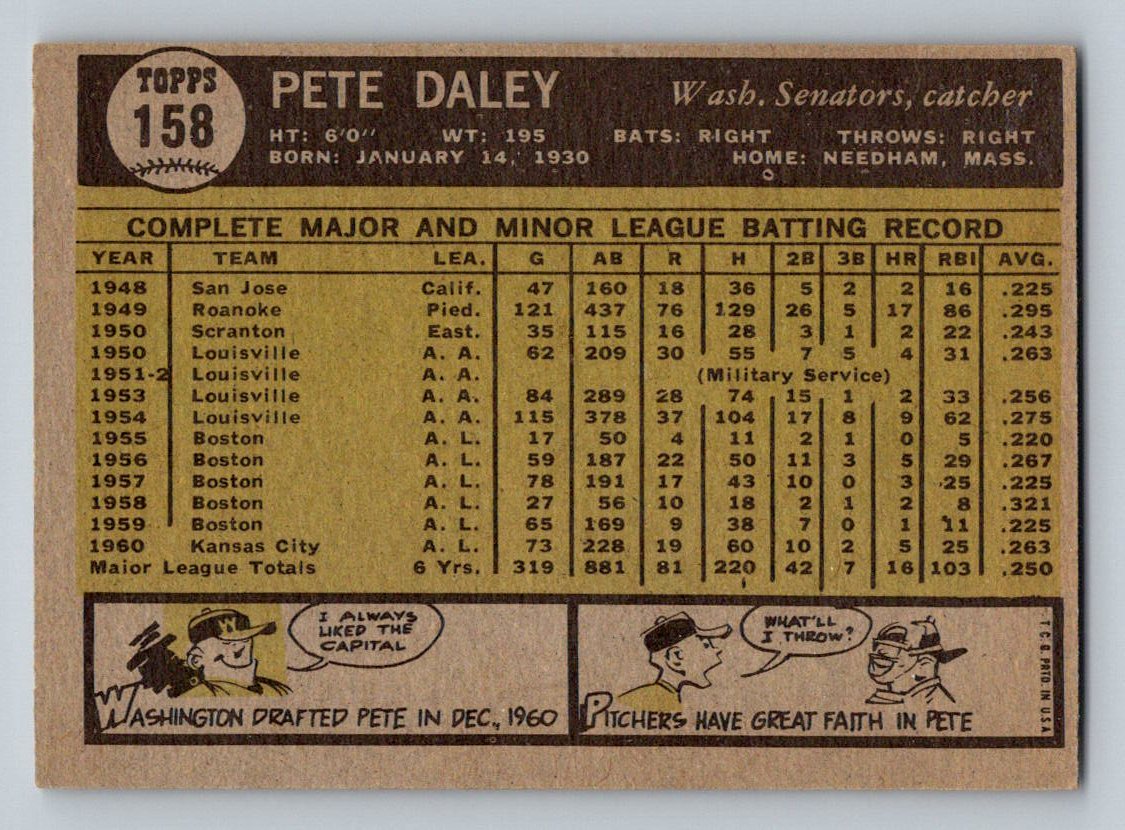 TOPPS
158
PETE DALEY Wash. Senators, catcher
HT: 6'0'' WT: 195 BATS: RIGHT THROWS: RIGHT
BORN: JANUARY 14, 1930 HOME: NEEDHAM, MASS.
COMPLETE MAJOR AND MINOR LEAGUE BATTING RECORD
YEAR TEAM LEA. G AB R H 2B 3B HR RBI AVG.
1948 San Jose Calif. 47 160 18 36 5 2 2 16 .225
1949 Roanoke Pied. 121 437 76 129 26 5 17 86 .295
1950 Scranton East. 35 115 16 28 3 1 2 22 .243
1950 Louisville A. A. 62 209 30 55 7 5 4 31 .263
1951-2 Louisville A. A. (Military Service)
1953 Louisville A. A. 84 289 28 74 15 1 2 33 .256
1954 Louisville A. A. 115 378 37 104 17 8 9 62 .275
1955 Boston A. L. 17 50 4 11 2 1 0 5 .220
1956 Boston A. L. 59 187 22 50 11 3 5 29 .267
1957 Boston A. L. 78 191 17 43 10 0 3 25 .225
1958 Boston A. L. 27 56 10 18 2 1 2 8 .321
1959 Boston A. L. 65 169 9 38 7 0 1 11 .225
1960 Kansas City A. L. 73 228 19 60 10 2 5 25 .263
Major League Totals 6 Yrs. 319 881 81 220 42 7 16 103 .250
W
I ALWAYS
LIKED THE
CAPITAL
WASHINGTON DRAFTED PETE IN DEC., 1960
WHAT'LL
I THROW?
PITCHERS HAVE GREAT FAITH IN PETE
T.C.G. PRTD. IN U.S.A.